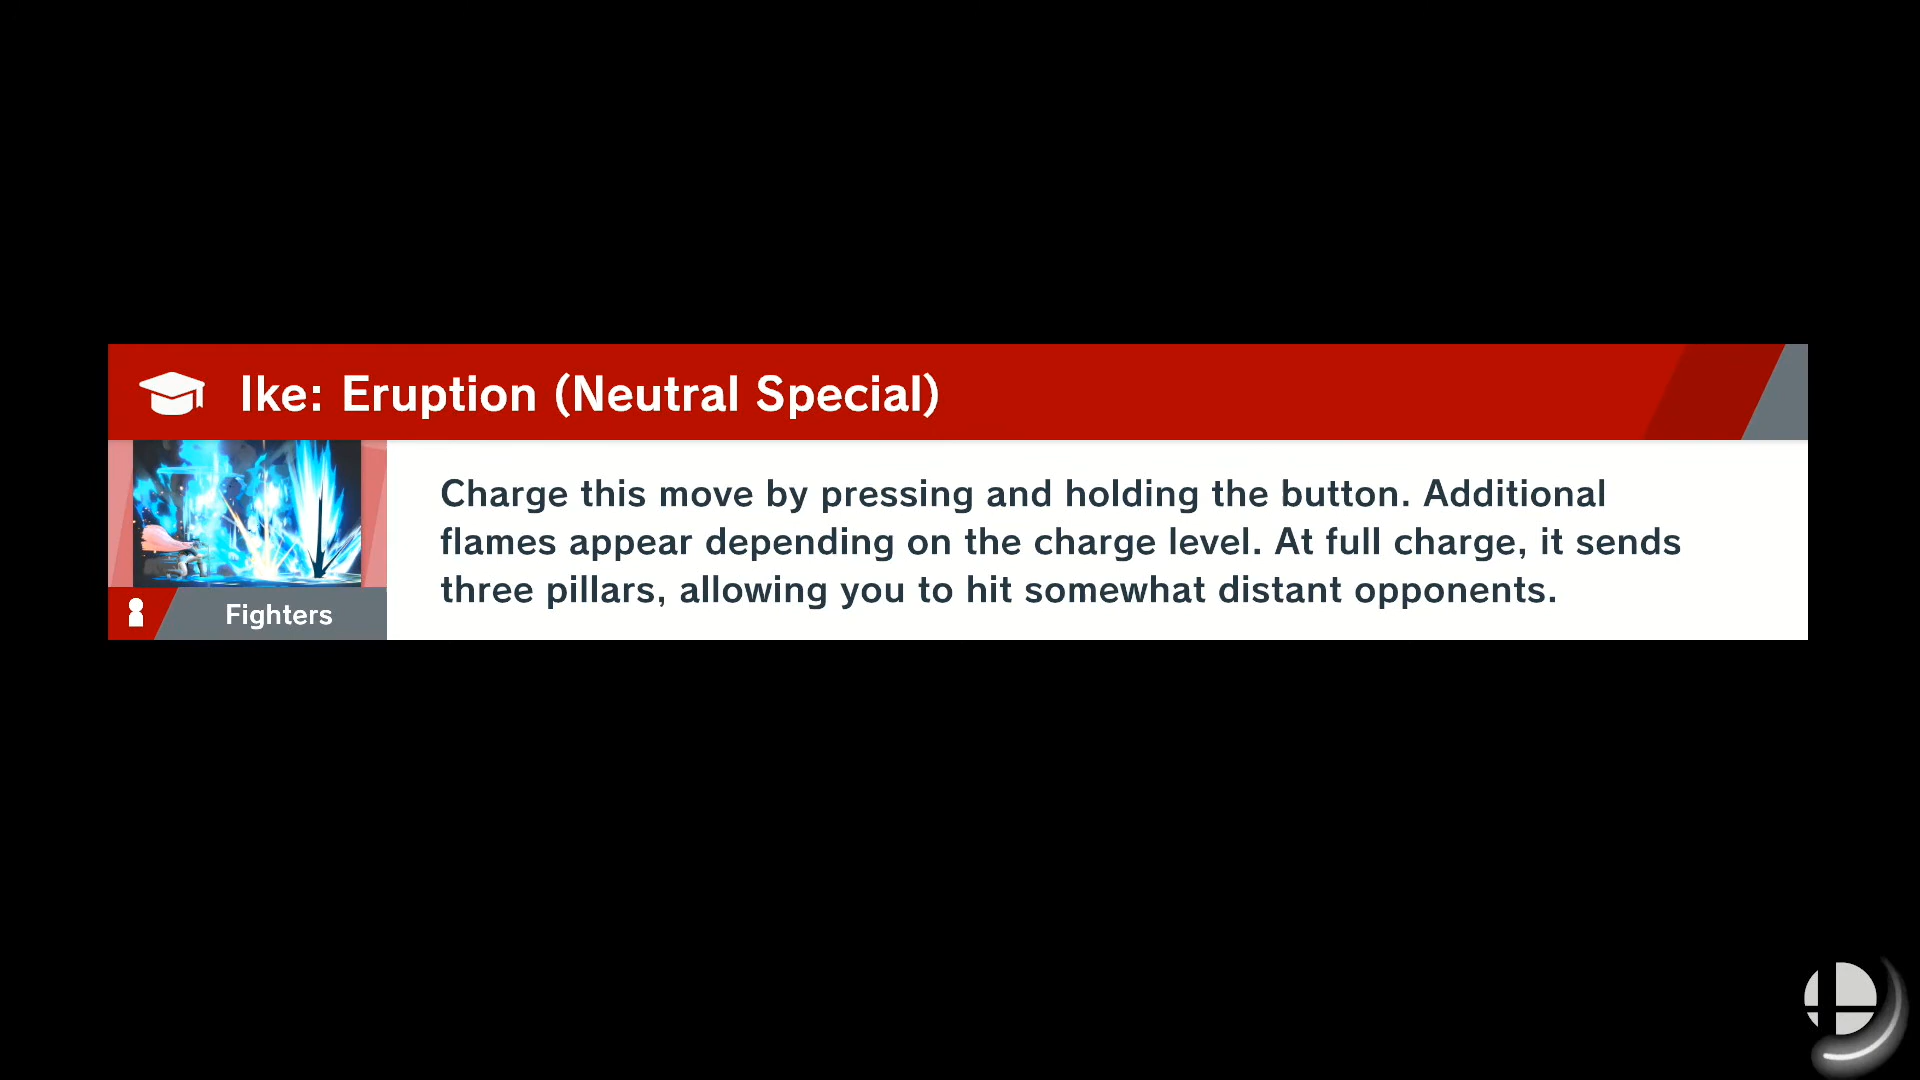 Ike: Eruption (Neutral Special)
Charge this move by pressing and holding the button. Additional
flames appear depending on the charge level. At full charge, it sends
three pillars, allowing you to hit somewhat distant opponents.
Fighters